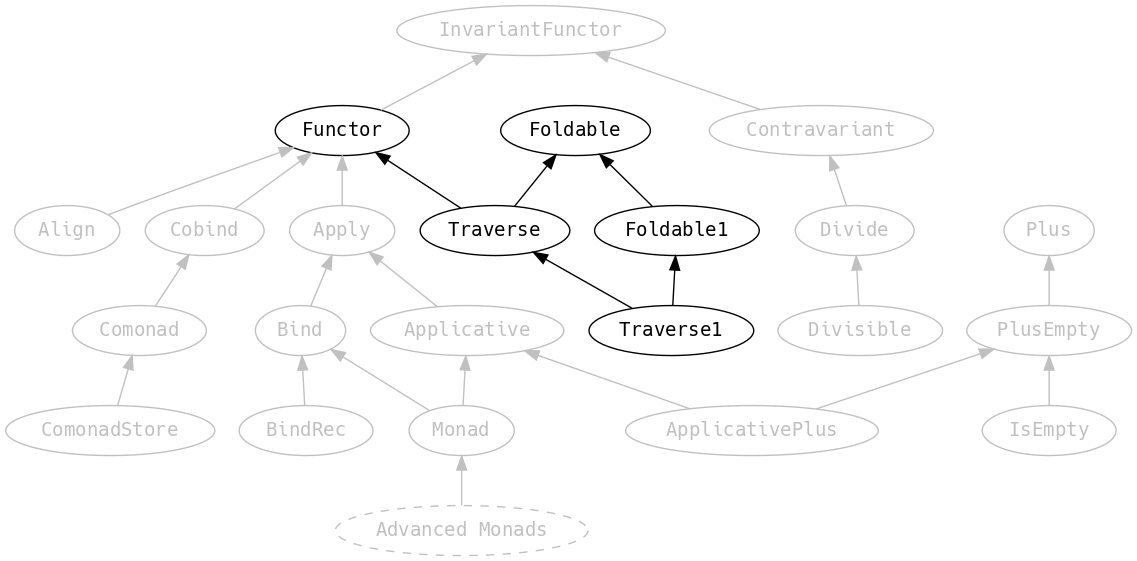 InvariantFunctor
Functor
Foldable
Contravariant
Align
Cobind
Apply
Traverse
Foldable1
Divide
Plus
Comonad
Bind
Applicative
Traverse1
Divisible
PlusEmpty
ComonadStore
BindRec
Monad
ApplicativePlus
IsEmpty
Advanced Monads